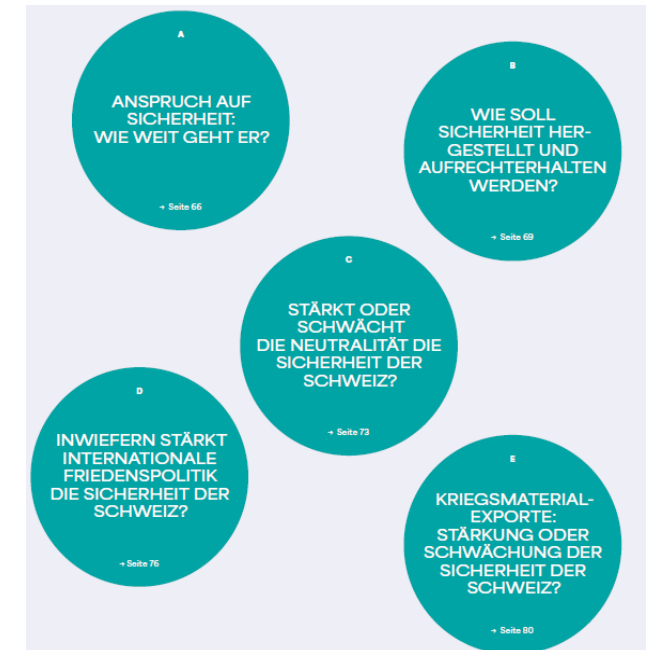 A
ANSPRUCH AUF
SICHERHEIT:
WIE WEIT GEHT ER?
→ Seite 66
B
WIE SOLL
SICHERHEIT HER-
GESTELLT UND
AUFRECHTERHALTEN
WERDEN?
→ Seite 69
C
STÄRKT ODER
SCHWÄCHT
DIE NEUTRALITÄT DIE
SICHERHEIT DER
SCHWEIZ?
→ Seite 73
D
INWIEFERN STÄRKT
INTERNATIONALE
FRIEDENSPOLITIK
DIE SICHERHEIT DER
SCHWEIZ?
→ Seite 76
E
KRIEGSMATERIAL-
EXPORTE:
STÄRKUNG ODER
SCHWÄCHUNG DER
SICHERHEIT DER
SCHWEIZ?
→ Seite 80